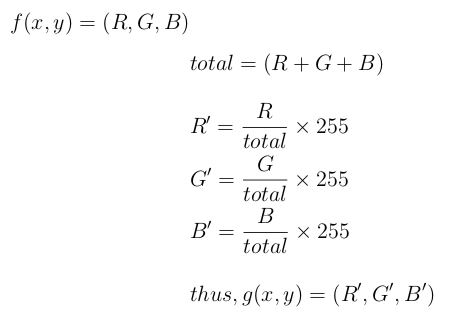 f(x, y) = (R, G, B)
total = (R + G + B)
R′ = R/total × 255
G′ = G/total × 255
B′ = B/total × 255
thus, g(x, y) = (R′, G′, B′)